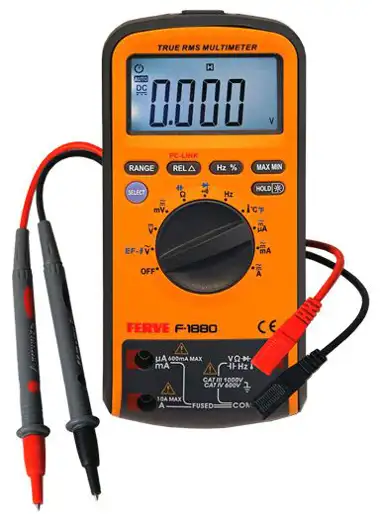 TRUE RMS MULTIMETER
H
AUTO
DC
0.000
V
PC-LINK
RANGE
REL △
Hz %
MAX MIN
SELECT
HOLD
Ω
Hz
mV
°C°F
V
µA
EF-
V
mA
OFF
A
FERVE F-1880
CE
µA
mA
600mA MAX
VΩ
Hz
CAT III 1000V
CAT IV 600V
10A MAX
A
FUSED
COM